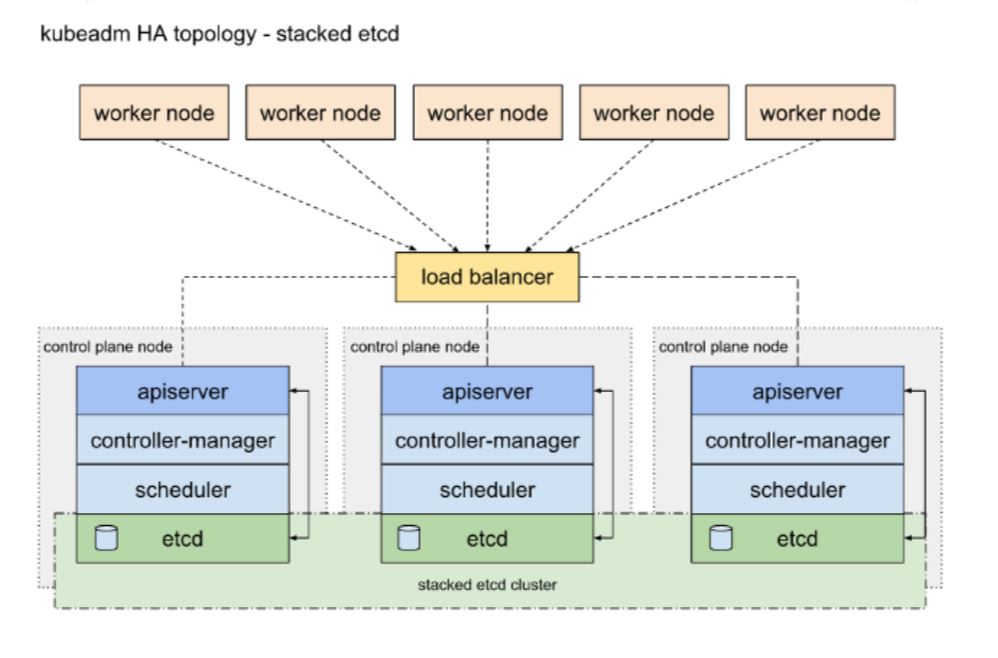 kubeadm HA topology - stacked etcd
worker node
worker node
worker node
worker node
worker node
load balancer
control plane node
apiserver
controller-manager
scheduler
etcd
control plane node
apiserver
controller-manager
scheduler
etcd
control plane node
apiserver
controller-manager
scheduler
etcd
stacked etcd cluster